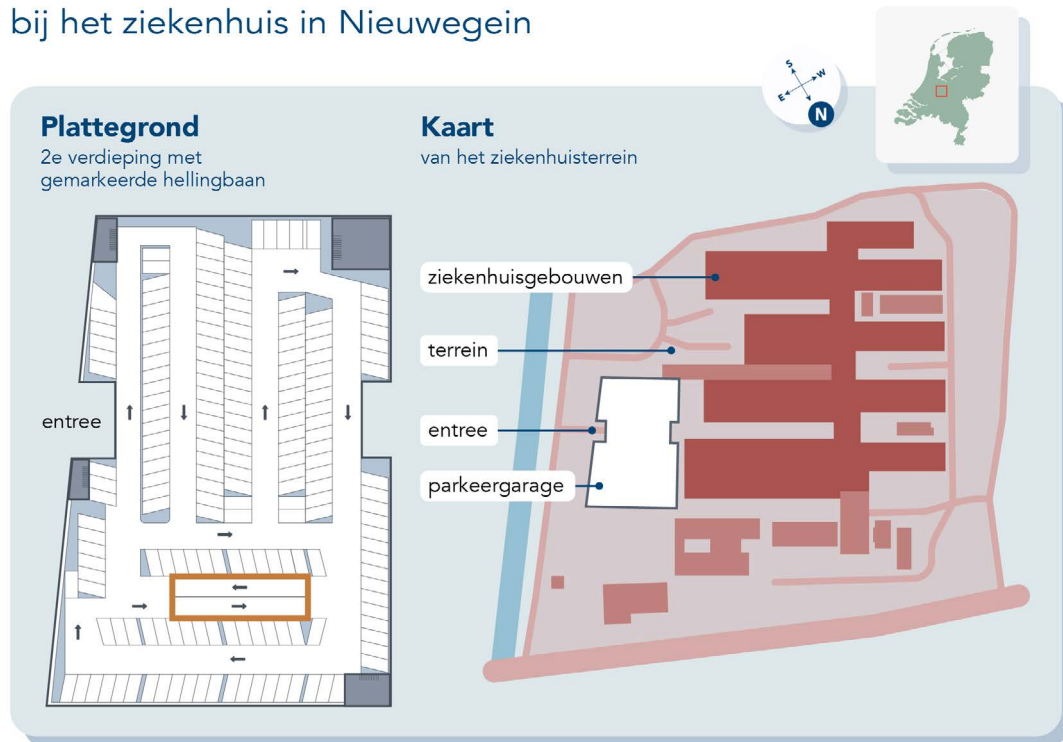 bij het ziekenhuis in Nieuwegein
S
W
E
N
Plattegrond
2e verdieping met
gemarkeerde hellingbaan
entree
Kaart
van het ziekenhuisterrein
ziekenhuisgebouwen
terrein
entree
parkeergarage